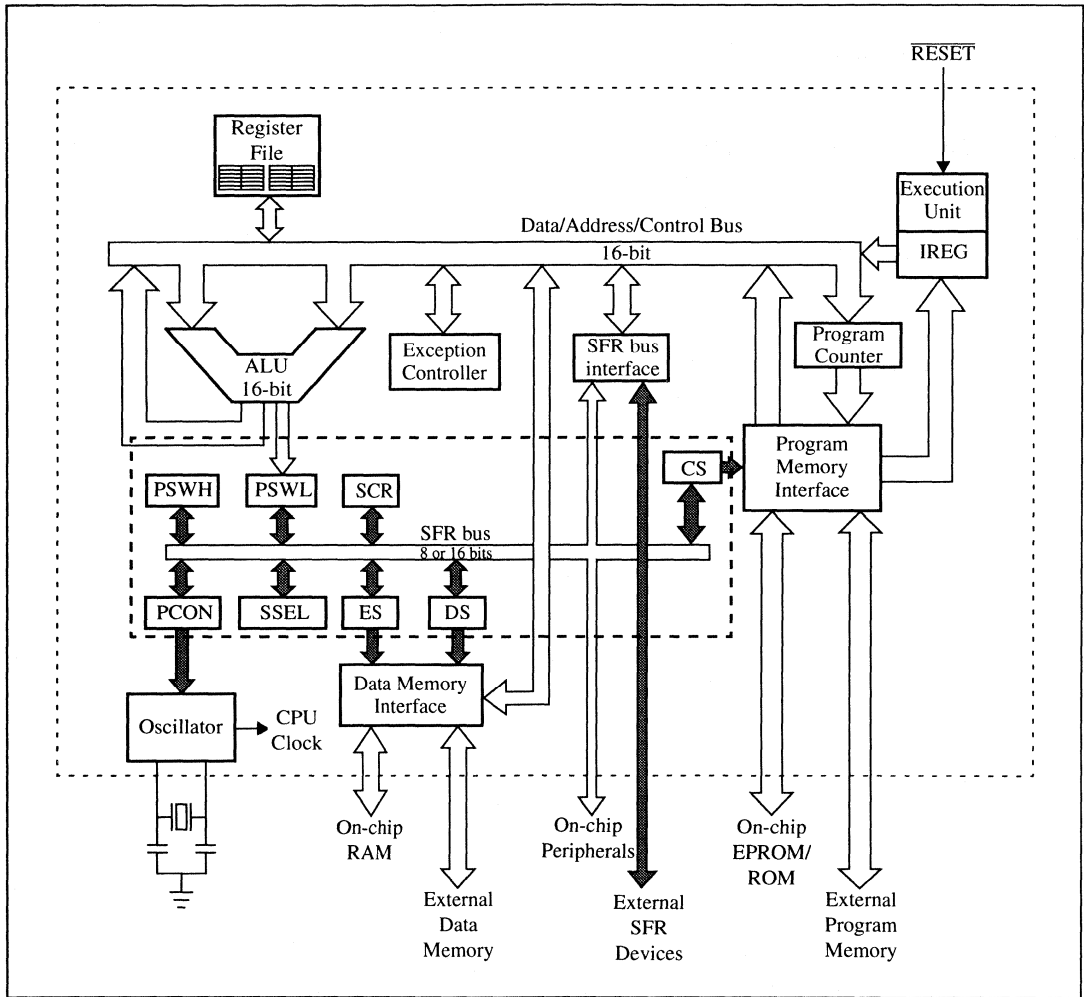 RESET
Register
File
Execution
Unit
IREG
Data/Address/Control Bus
16-bit
Exception
Controller
SFR bus
interface
Program
Counter
ALU
16-bit
Program
Memory
Interface
CS
PSWH
PSWL
SCR
SFR bus
8 or 16 bits
PCON
SSEL
ES
DS
Data Memory
Interface
Oscillator
CPU
Clock
On-chip
RAM
On-chip
Peripherals
On-chip
EPROM/
ROM
External
Data
Memory
External
SFR
Devices
External
Program
Memory